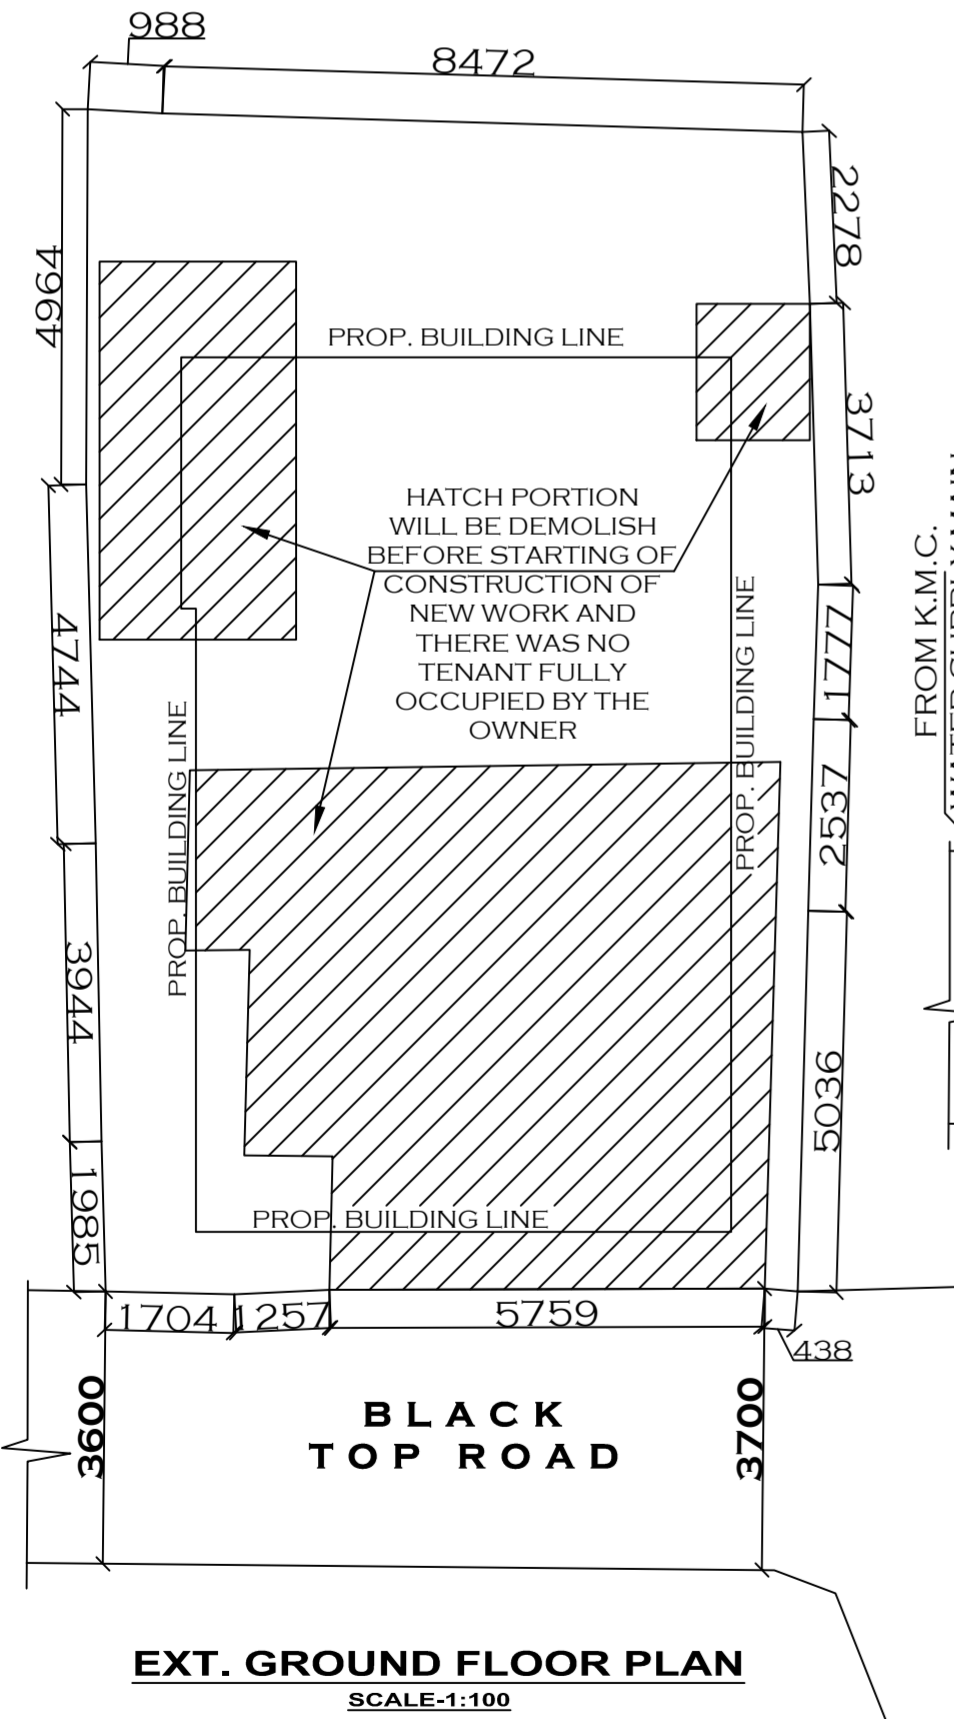 988
8472
2278
4964
PROP. BUILDING LINE
3713
HATCH PORTION
WILL BE DEMOLISH
BEFORE STARTING OF
CONSTRUCTION OF
NEW WORK AND
THERE WAS NO
TENANT FULLY
OCCUPIED BY THE
OWNER
FROM K.M.C.
1777
4744
PROP. BUILDING LINE
PROP. BUILDING LINE
2537
3944
5036
1985
PROP. BUILDING LINE
1704
1257
5759
438
3600
BLACK
TOP ROAD
3700
EXT. GROUND FLOOR PLAN
SCALE-1:100